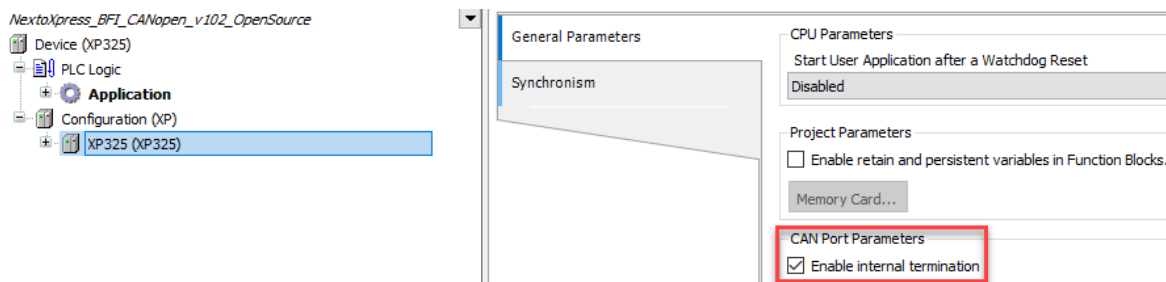 NextoXpress_BFI_CANopen_v102_OpenSource
Device (XP325)
PLC Logic
Application
Configuration (XP)
XP325 (XP325)
General Parameters
Synchronism
CPU Parameters
Start User Application after a Watchdog Reset
Disabled
Project Parameters
Enable retain and persistent variables in Function Blocks.
Memory Card...
CAN Port Parameters
Enable internal termination